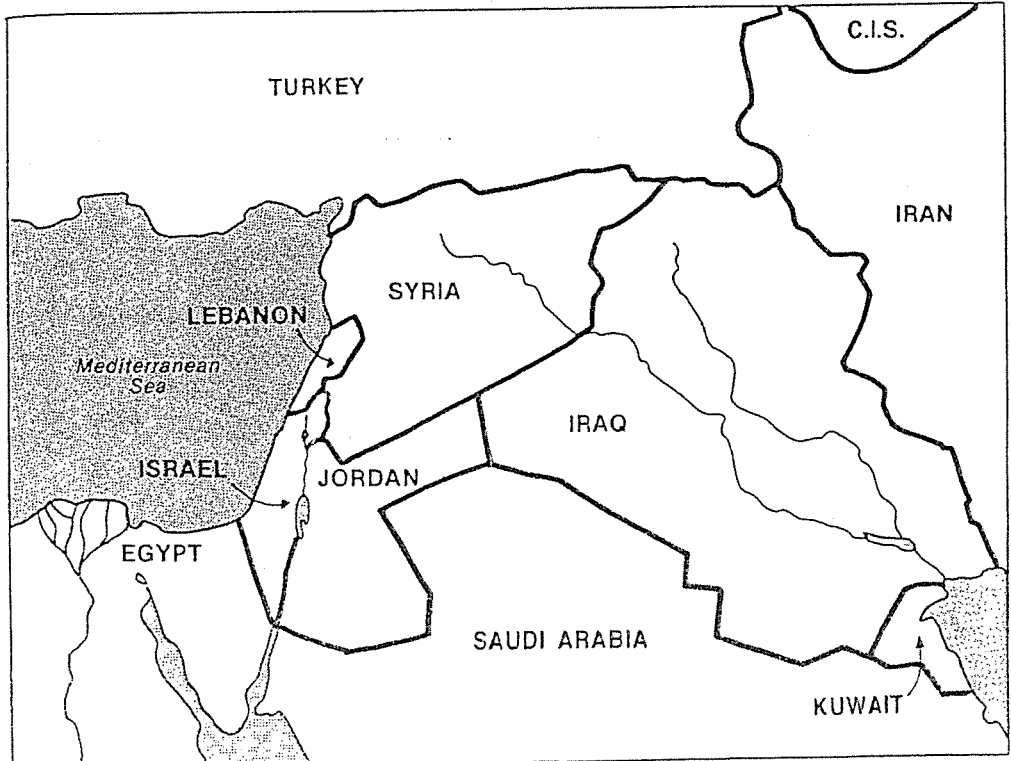 C.I.S.
TURKEY
IRAN
SYRIA
LEBANON
Mediterranean
Sea
IRAQ
ISRAEL
JORDAN
EGYPT
SAUDI ARABIA
KUWAIT